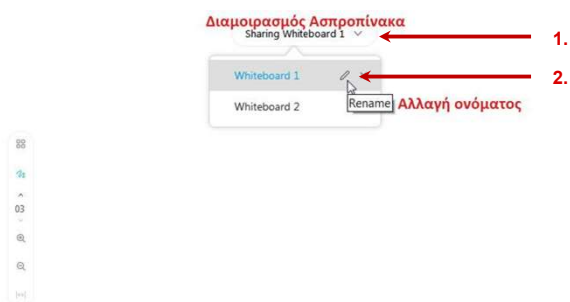 Διαμοιρασμός Ασπροπίνακα
Sharing Whiteboard 1
1.
Whiteboard 1
2.
Whiteboard 2
Rename
Αλλαγή ονόματος
03